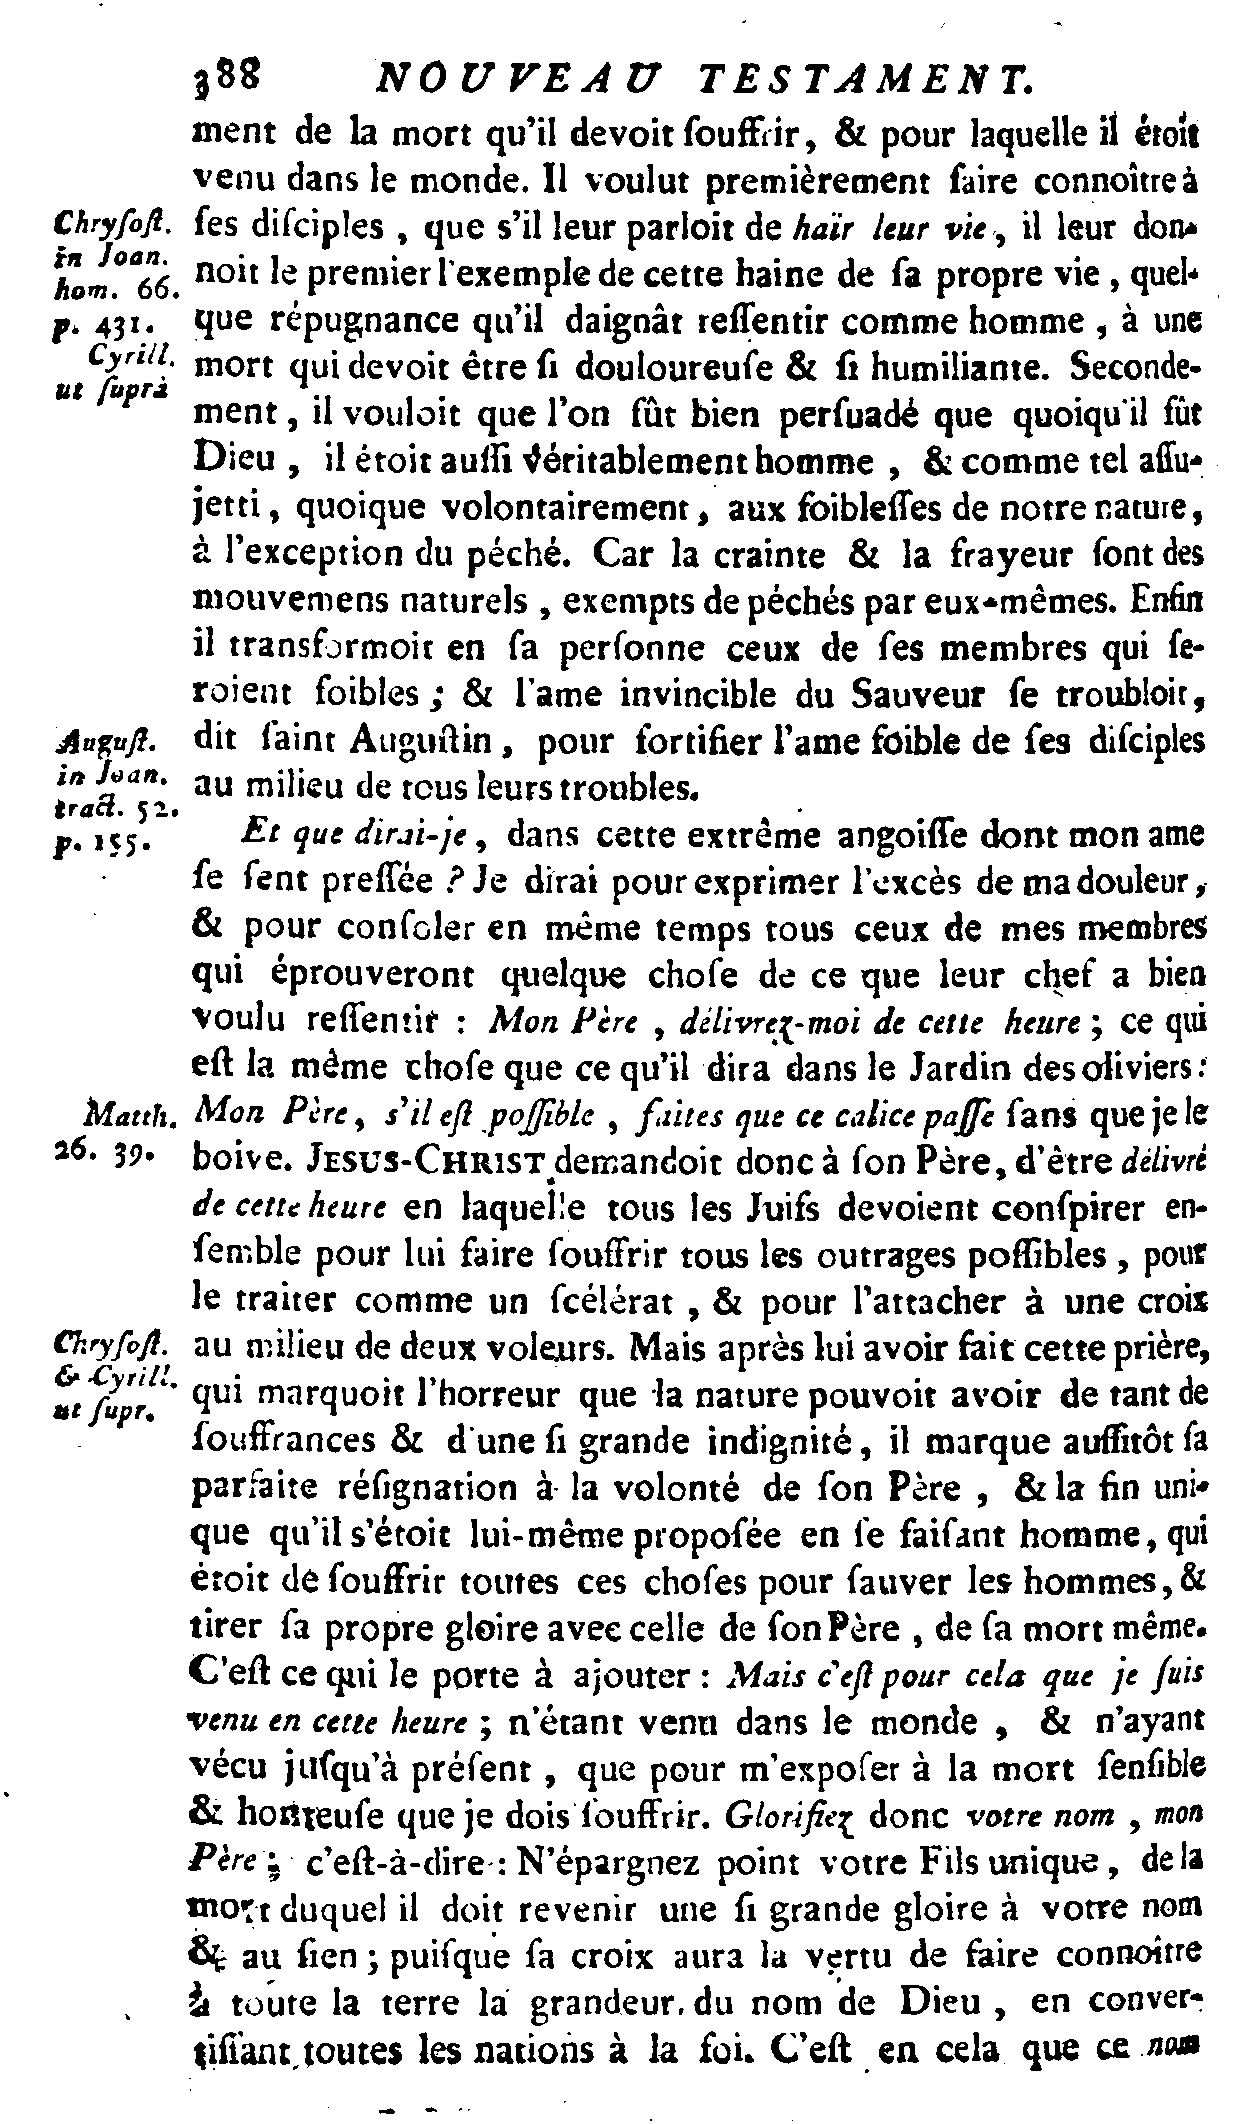 388 NOUVEAU TESTAMENT.
ment de la mort qu'il devoit ſouffrir, & pour laquelle il étoit
venu dans le monde. Il voulut premièrement faire connoître à
Chryſoſt.
in Joan.
hom. 66.
p. 431.
Cyrill.
ut ſuprà
ſes diſciples, que s'il leur parloit de haïr leur vie, il leur don-
noit le premier l'exemple de cette haine de ſa propre vie, quel-
que répugnance qu'il daignât reſſentir comme homme, à une
mort qui devoit être ſi douloureuſe & ſi humiliante. Seconde-
ment, il vouloit que l'on fût bien perſuadé que quoiqu'il fût
Dieu, il étoit auſſi véritablement homme, & comme tel aſſu-
jetti, quoique volontairement, aux foibleſſes de notre nature,
à l'exception du péché. Car la crainte & la frayeur ſont des
mouvemens naturels, exempts de péchés par eux-mêmes. Enfin
il transformoit en ſa perſonne ceux de ſes membres qui ſe-
roient foibles; & l'ame invincible du Sauveur ſe troubloit,
Auguſt.
in Joan.
tract. 52.
p. 155.
dit ſaint Auguſtin, pour fortifier l'ame foible de ſes diſciples
au milieu de tous leurs troubles.
Et que dirai-je, dans cette extrême angoiſſe dont mon ame
ſe ſent preſſée? Je dirai pour exprimer l'excès de ma douleur,
& pour conſoler en même temps tous ceux de mes membres
qui éprouveront quelque choſe de ce que leur chef a bien
voulu reſſentir : Mon Père, délivrez-moi de cette heure; ce qui
eſt la même choſe que ce qu'il dira dans le Jardin des oliviers:
Matth.
26. 39.
Mon Père, s'il eſt poſſible, faites que ce calice paſſe ſans que je le
boive. JESUS-CHRIST demandoit donc à ſon Père, d'être délivré
de cette heure en laquelle tous les Juifs devoient conſpirer en-
ſemble pour lui faire ſouffrir tous les outrages poſſibles, pour
le traiter comme un ſcélérat, & pour l'attacher à une croix
Chryſoſt.
& Cyrill.
ut ſupr.
au milieu de deux voleurs. Mais après lui avoir fait cette prière,
qui marquoit l'horreur que la nature pouvoit avoir de tant de
ſouffrances & d'une ſi grande indignité, il marque auſſitôt ſa
parfaite réſignation à la volonté de ſon Père, & la fin uni-
que qu'il s'étoit lui-même propoſée en ſe faiſant homme, qui
étoit de ſouffrir toutes ces choſes pour ſauver les hommes, &
tirer ſa propre gloire avec celle de ſon Père, de ſa mort même.
C'eſt ce qui le porte à ajouter : Mais c'eſt pour cela que je ſuis
venu en cette heure; n'étant venu dans le monde, & n'ayant
vécu juſqu'à préſent, que pour m'expoſer à la mort ſenſible
& honteuſe que je dois ſouffrir. Glorifiez donc votre nom, mon
Père; c'eſt-à-dire: N'épargnez point votre Fils unique, de la
mort duquel il doit revenir une ſi grande gloire à votre nom
& au ſien; puiſque ſa croix aura la vertu de faire connoître
à toute la terre la grandeur du nom de Dieu, en conver-
tiſſant toutes les nations à la foi. C'eſt en cela que ce nom